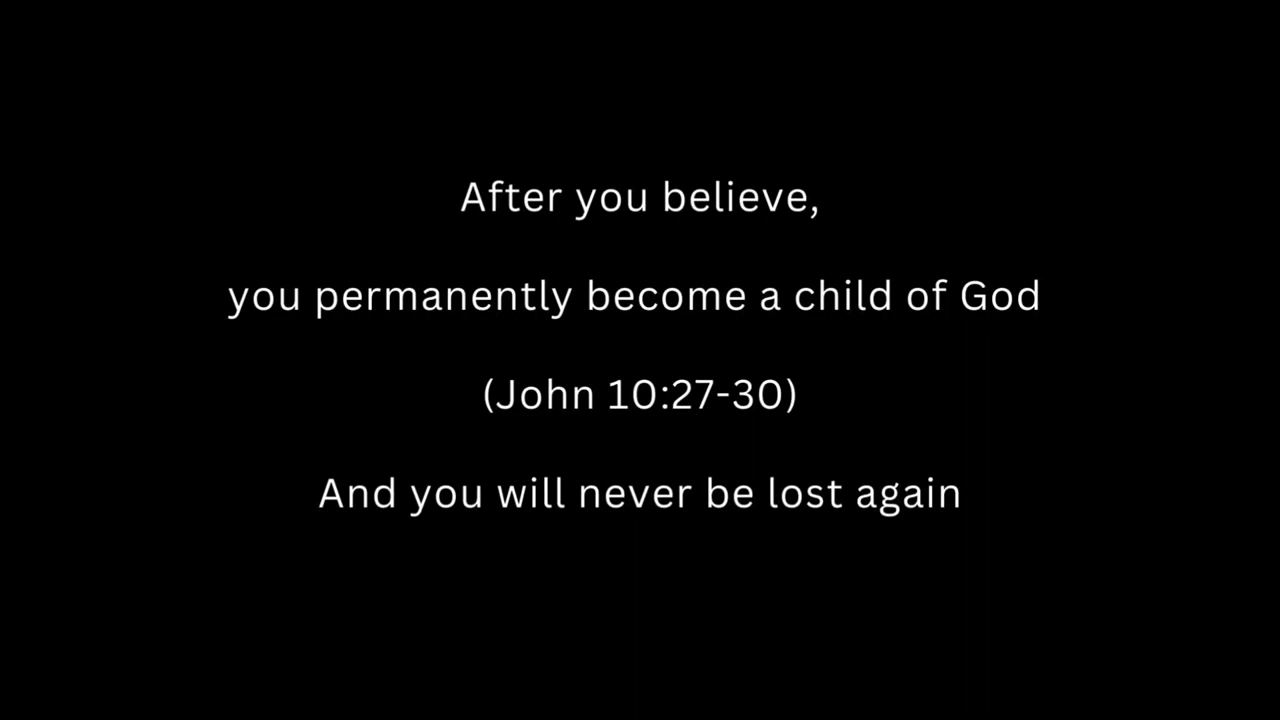 After you believe,
you permanently become a child of God
(John 10:27-30)
And you will never be lost again